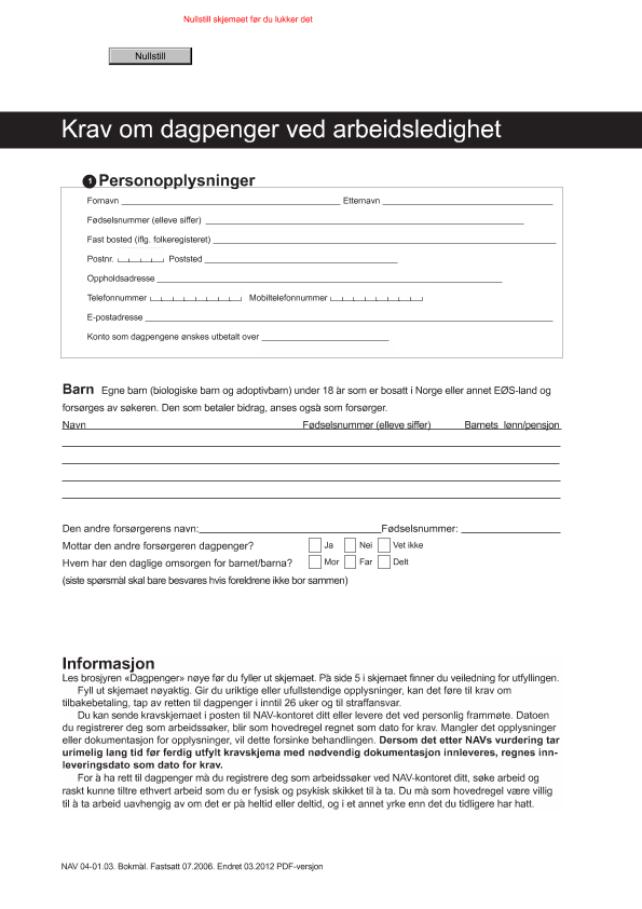 Nullstill skjemaet før du lukker det
Nullstill
Krav om dagpenger ved arbeidsledighet
1 Personopplysninger
Fornavn Etternavn
Fødselsnummer (elleve siffer)
Fast bosted (iflg. folkeregisteret)
Postnr. Poststed
Oppholdsadresse
Telefonnummer Mobiltelefonnummer
E-postadresse
Konto som dagpengene ønskes utbetalt over
Barn Egne barn (biologiske barn og adoptivbarn) under 18 år som er bosatt i Norge eller annet EØS-land og
forsørges av søkeren. Den som betaler bidrag, anses også som forsørger.
Navn Fødselsnummer (elleve siffer) Barnets lønn/pensjon
Den andre forsørgerens navn: Fødselsnummer:
Mottar den andre forsørgeren dagpenger? Ja Nei Vet ikke
Hvem har den daglige omsorgen for barnet/barna? Mor Far Delt
(siste spørsmål skal bare besvares hvis foreldrene ikke bor sammen)
Informasjon
Les brosjyren «Dagpenger» nøye før du fyller ut skjemaet. På side 5 i skjemaet finner du veiledning for utfyllingen.
Fyll ut skjemaet nøyaktig. Gir du uriktige eller ufullstendige opplysninger, kan det føre til krav om
tilbakebetaling, tap av retten til dagpenger i inntil 26 uker og til straffansvar.
Du kan sende kravskjemaet i posten til NAV-kontoret ditt eller levere det ved personlig frammøte. Datoen
du registrerer deg som arbeidssøker, blir som hovedregel regnet som dato for krav. Mangler det opplysninger
eller dokumentasjon for opplysninger, vil dette forsinke behandlingen. Dersom det etter NAVs vurdering tar
urimelig lang tid før ferdig utfylt kravskjema med nødvendig dokumentasjon innleveres, regnes inn-
leveringsdato som dato for krav.
For å ha rett til dagpenger må du registrere deg som arbeidssøker ved NAV-kontoret ditt, søke arbeid og
raskt kunne tiltre ethvert arbeid som du er fysisk og psykisk skikket til å ta. Du må som hovedregel være villig
til å ta arbeid uavhengig av om det er på heltid eller deltid, og i et annet yrke enn det du tidligere har hatt.
NAV 04-01.03. Bokmål. Fastsatt 07.2006. Endret 03.2012 PDF-versjon